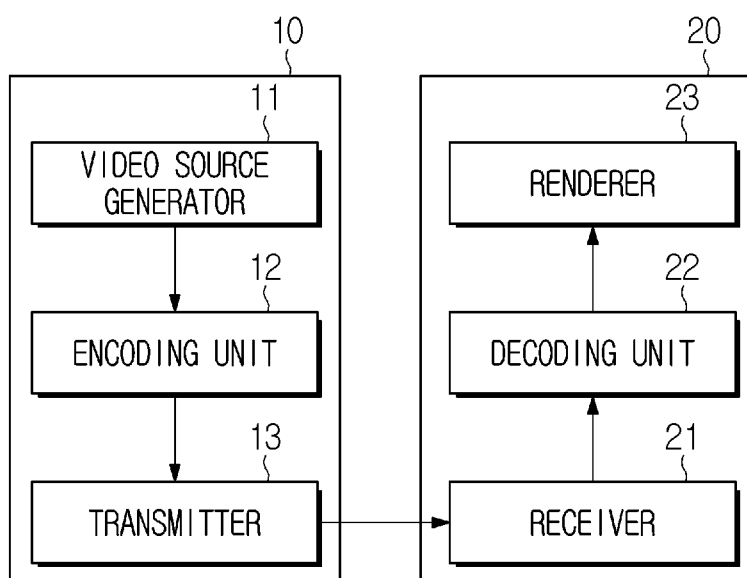 10
11
VIDEO SOURCE
GENERATOR
12
ENCODING UNIT
13
TRANSMITTER
20
23
RENDERER
22
DECODING UNIT
21
RECEIVER